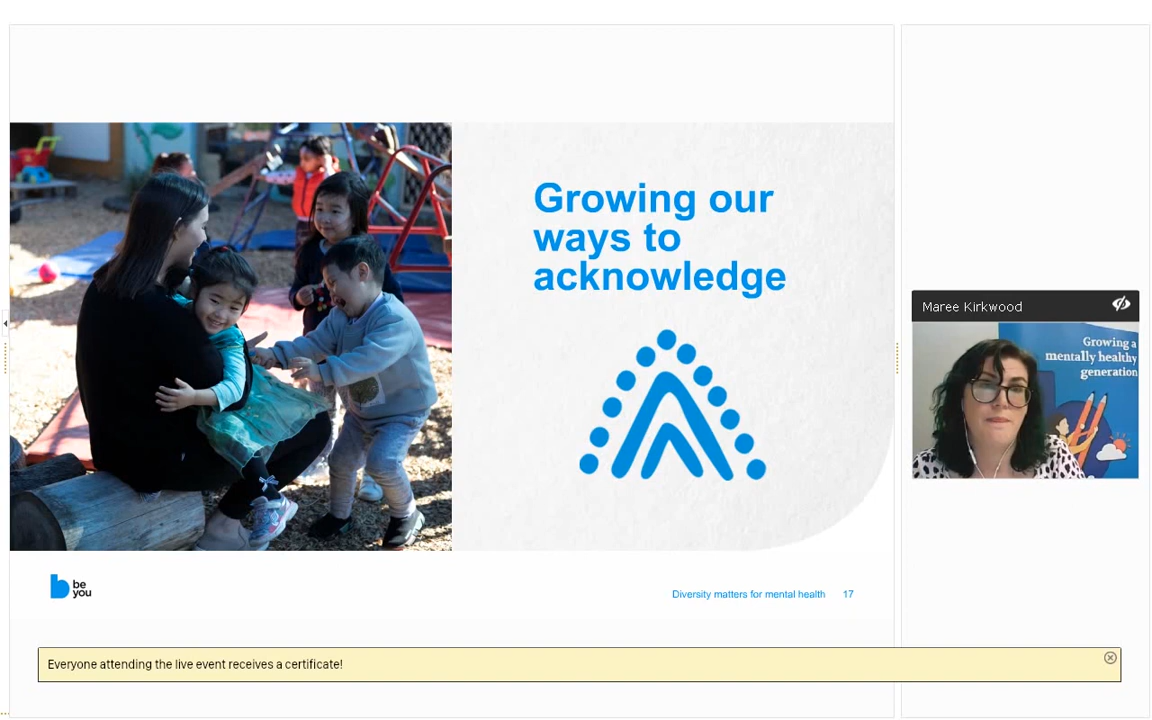 Growing our
ways to
acknowledge
Maree Kirkwood
Growing a
mentally healthy
generation
be
you
Diversity matters for mental health 17
Everyone attending the live event receives a certificate!